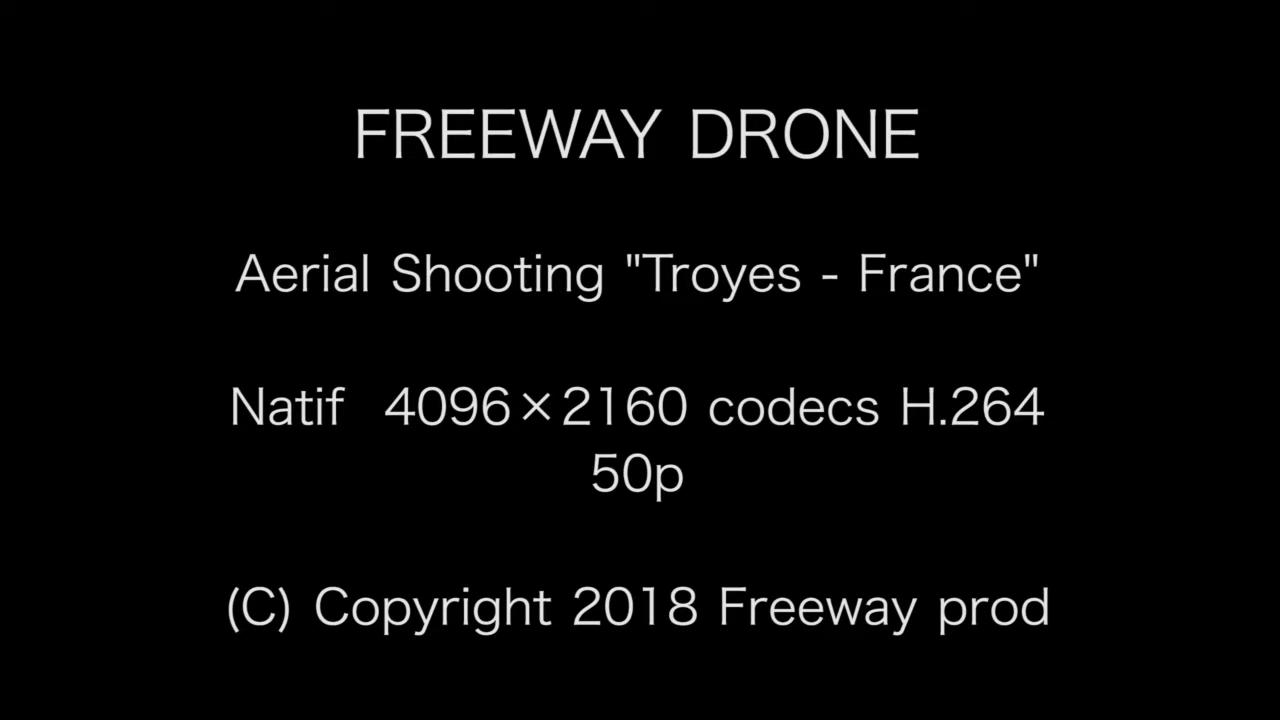 FREEWAY DRONE
Aerial Shooting "Troyes - France"
Natif  4096×2160 codecs H.264
50p
(C) Copyright 2018 Freeway prod